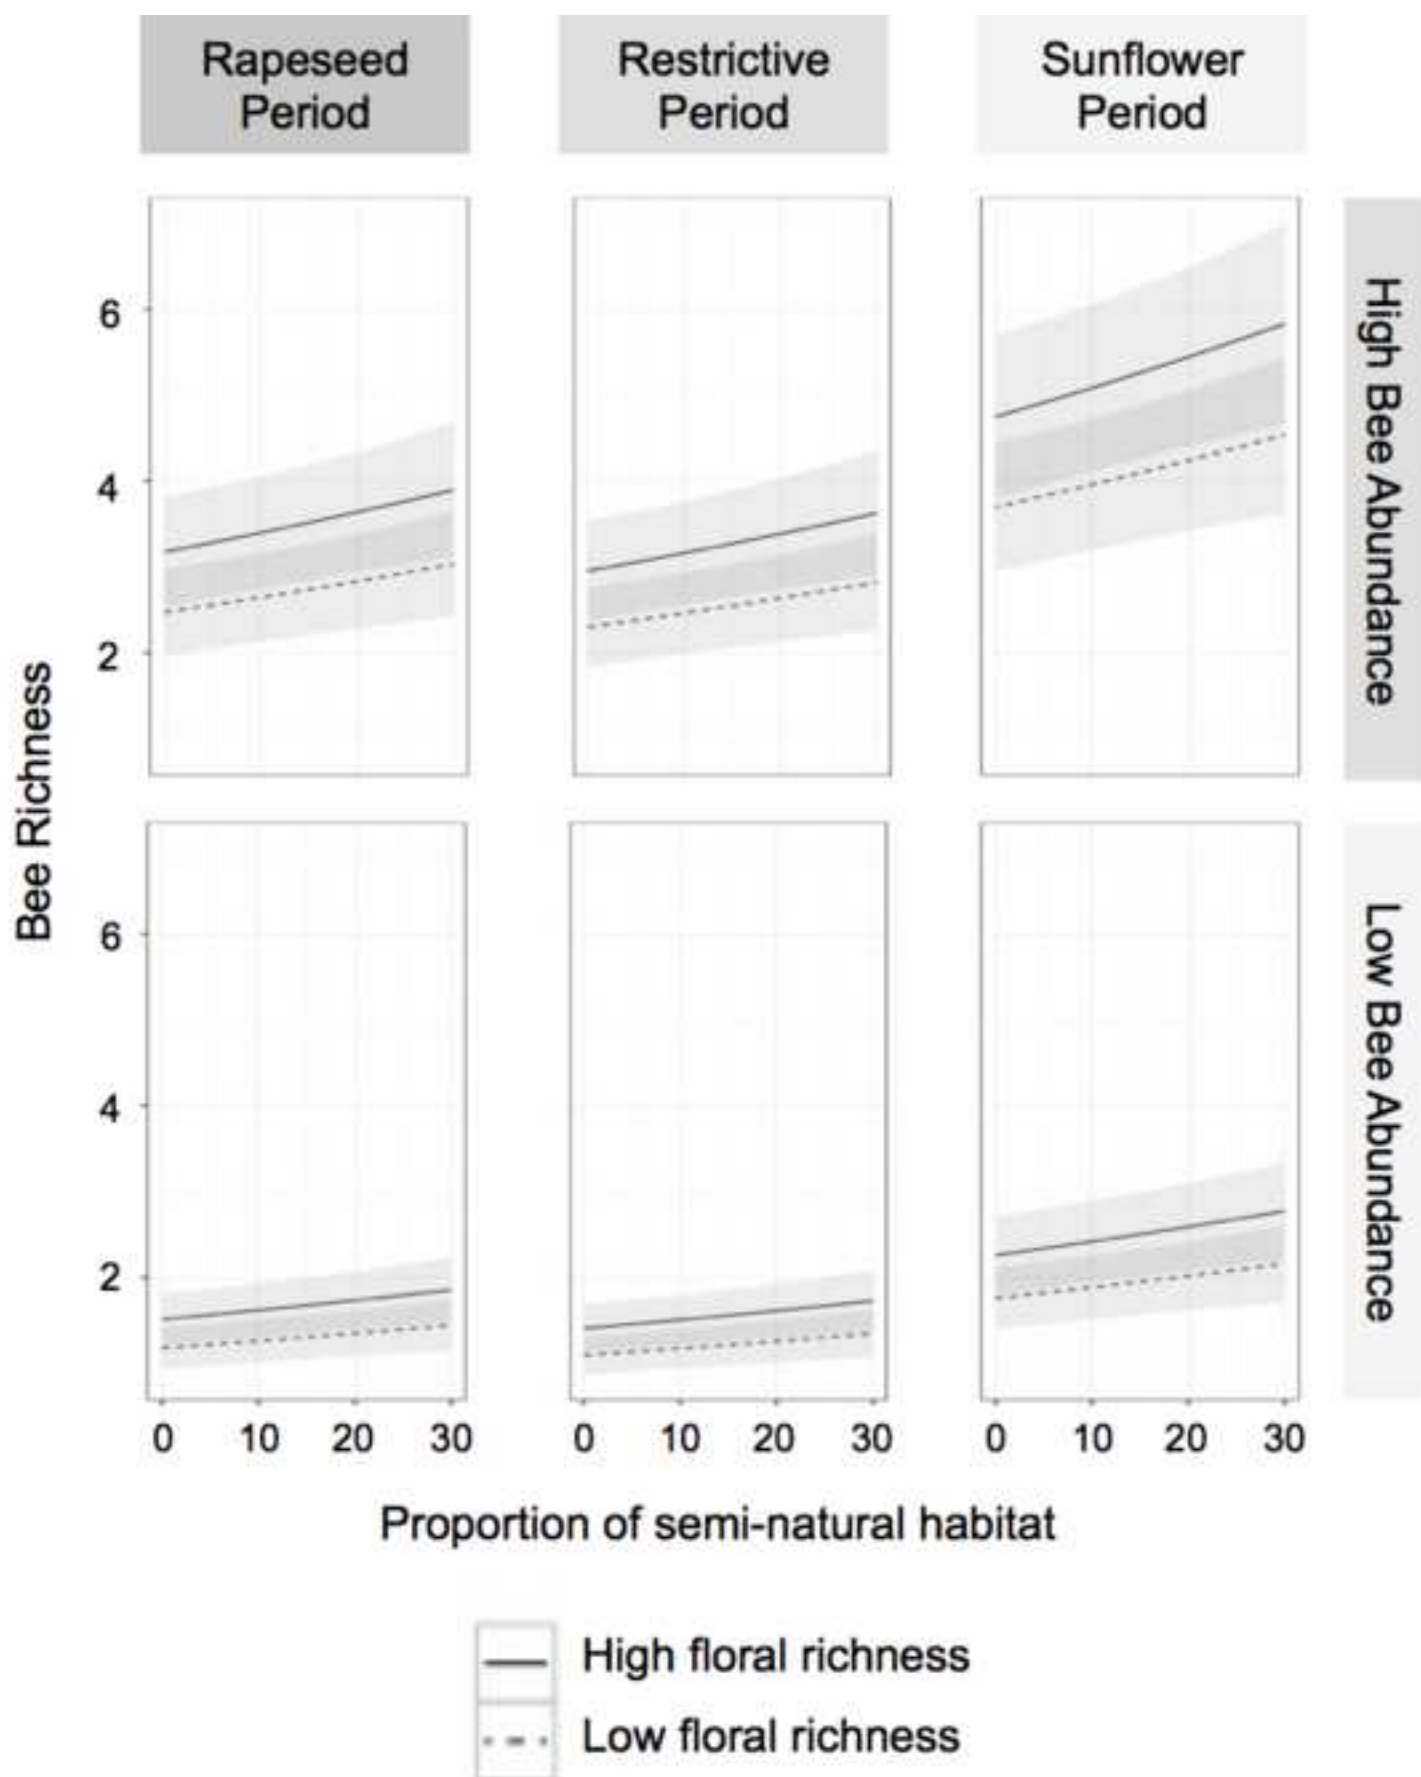 Rapeseed
Period
Restrictive
Period
Sunflower
Period
6
4
2
High Bee Abundance
Bee Richness
6
4
2
Low Bee Abundance
0 10 20 30
0 10 20 30
0 10 20 30
Proportion of semi-natural habitat
High floral richness
Low floral richness